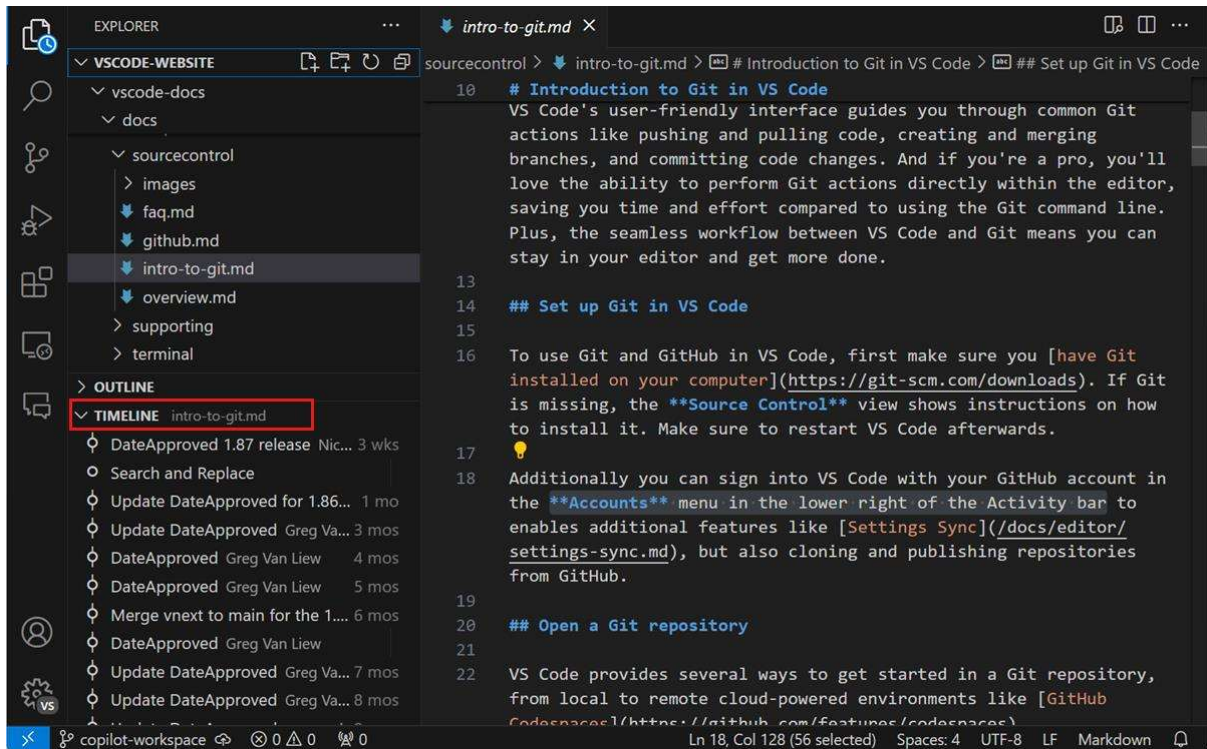 EXPLORER
VSCODE-WEBSITE
vscode-docs
docs
sourcecontrol
images
faq.md
github.md
intro-to-git.md
overview.md
supporting
terminal
OUTLINE
TIMELINE intro-to-git.md
DateApproved 1.87 release Nic... 3 wks
Search and Replace
Update DateApproved for 1.86... 1 mo
Update DateApproved Greg Va... 3 mos
DateApproved Greg Van Liew 4 mos
DateApproved Greg Van Liew 5 mos
Merge vnext to main for the 1.... 6 mos
DateApproved Greg Van Liew
Update DateApproved Greg Va... 7 mos
Update DateApproved Greg Va... 8 mos
VS
intro-to-git.md
sourcecontrol > intro-to-git.md > # Introduction to Git in VS Code > ## Set up Git in VS Code
10 # Introduction to Git in VS Code
VS Code's user-friendly interface guides you through common Git
actions like pushing and pulling code, creating and merging
branches, and committing code changes. And if you're a pro, you'll
love the ability to perform Git actions directly within the editor,
saving you time and effort compared to using the Git command line.
Plus, the seamless workflow between VS Code and Git means you can
stay in your editor and get more done.
13
14 ## Set up Git in VS Code
15
16 To use Git and GitHub in VS Code, first make sure you [have Git
installed on your computer](https://git-scm.com/downloads). If Git
is missing, the **Source Control** view shows instructions on how
to install it. Make sure to restart VS Code afterwards.
17
18 Additionally you can sign into VS Code with your GitHub account in
the **Accounts** menu in the lower right of the Activity bar to
enables additional features like [Settings Sync](/docs/editor/
settings-sync.md), but also cloning and publishing repositories
from GitHub.
19
20 ## Open a Git repository
21
22 VS Code provides several ways to get started in a Git repository,
from local to remote cloud-powered environments like [GitHub
Codespaces](https://github.com/features/codespaces)
copilot-workspace 0 0 0 Ln 18, Col 128 (56 selected) Spaces: 4 UTF-8 LF Markdown